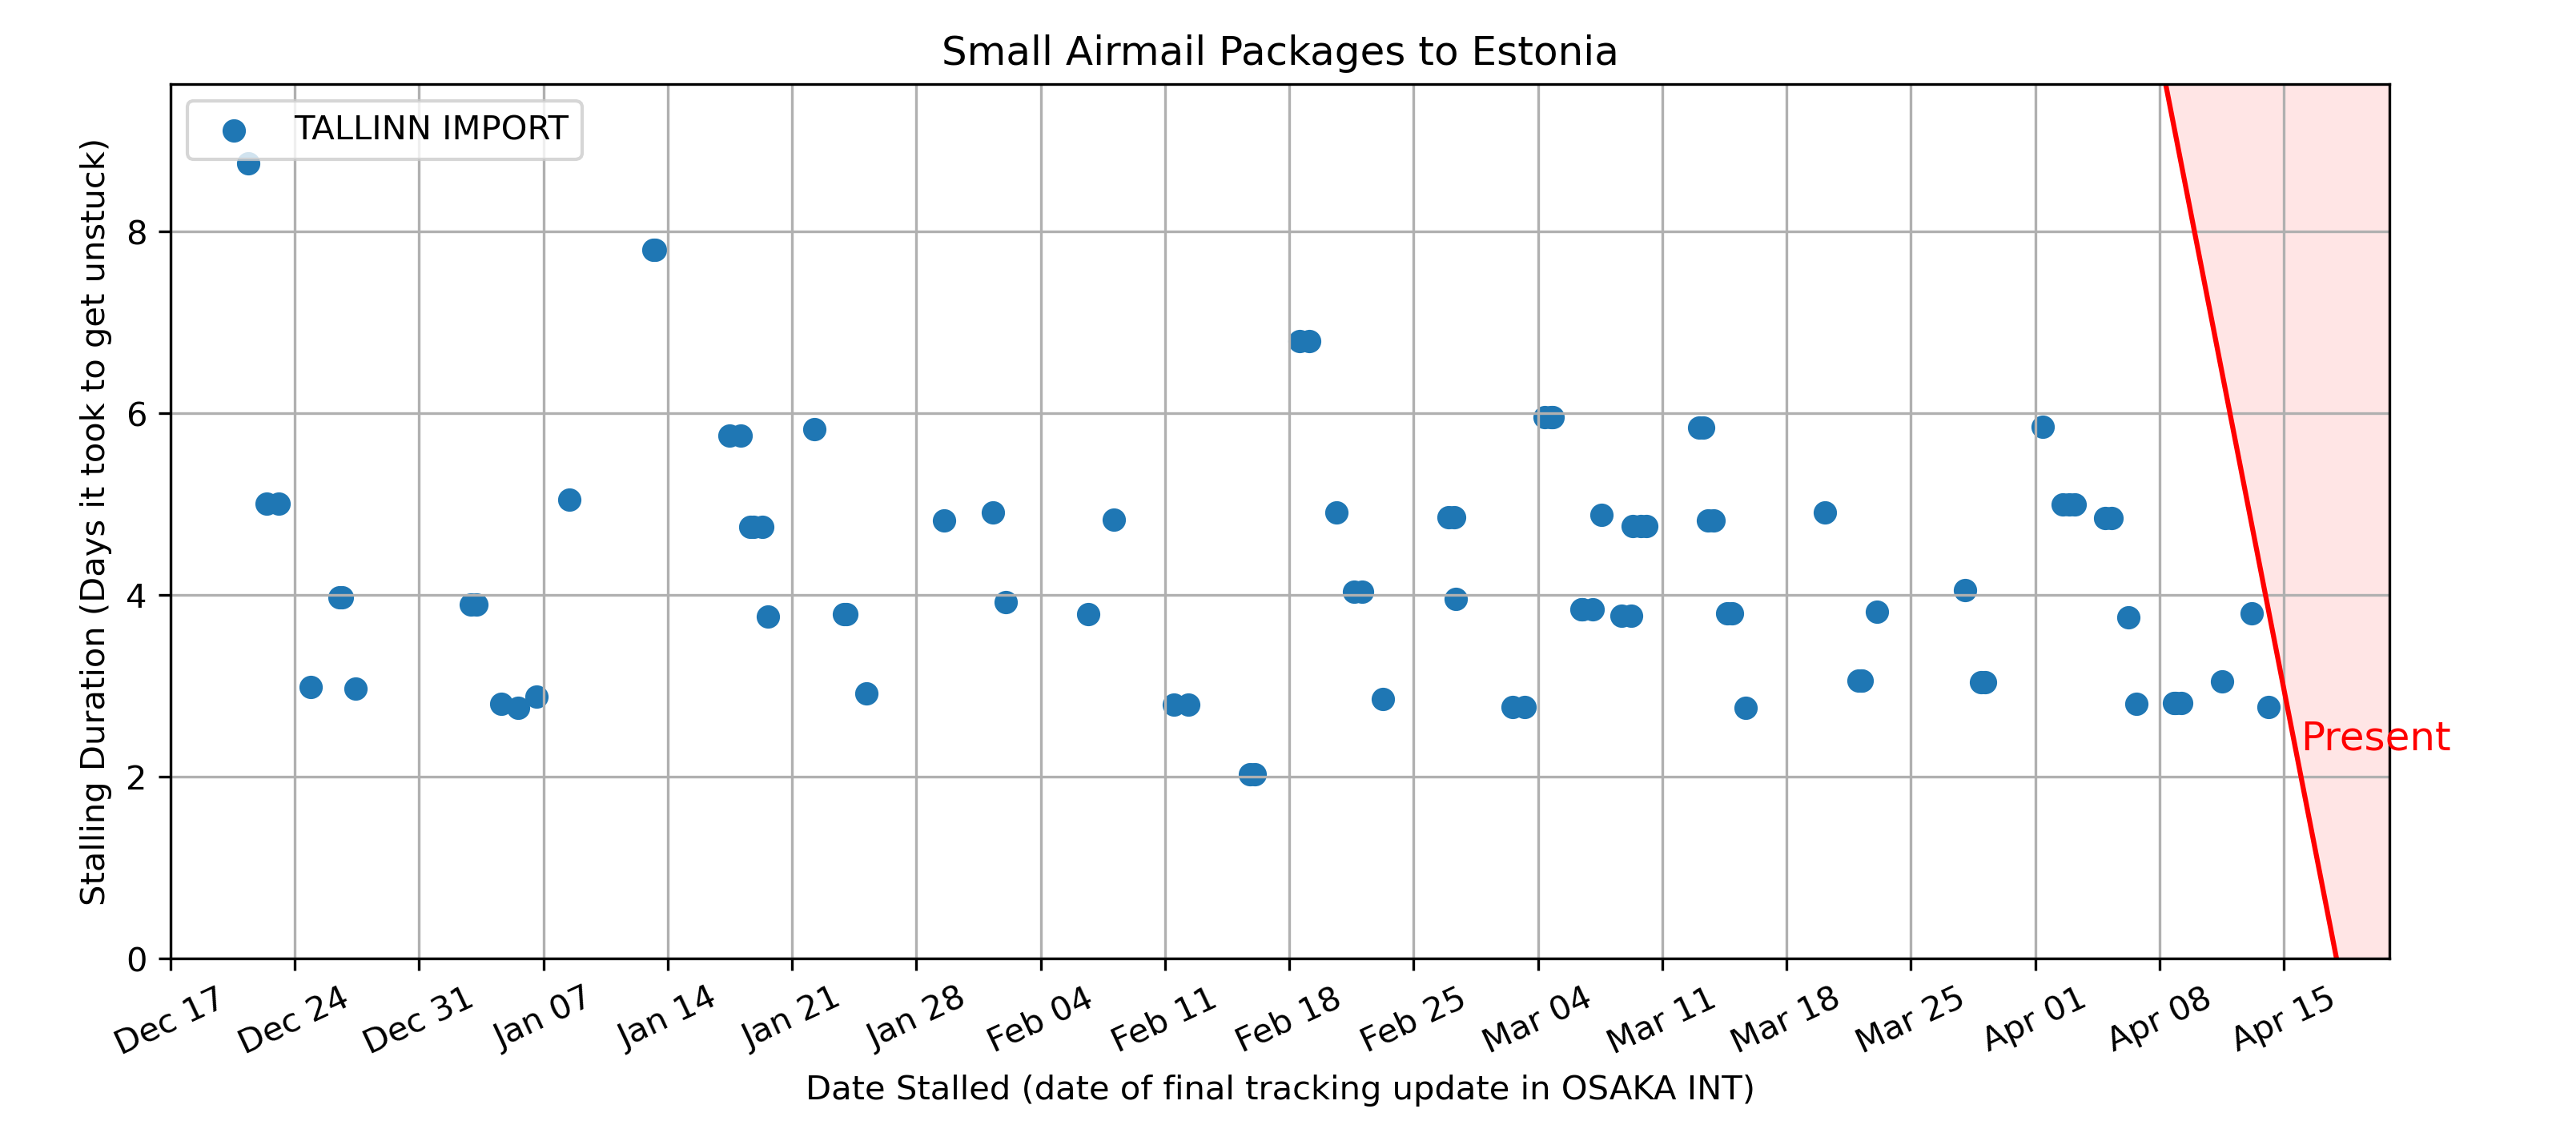 Small Airmail Packages to Estonia
TALLINN IMPORT
Stalling Duration (Days it took to get unstuck)
8
6
4
2
0
Present
Dec 17
Dec 24
Dec 31
Jan 07
Jan 14
Jan 21
Jan 28
Feb 04
Feb 11
Feb 18
Feb 25
Mar 04
Mar 11
Mar 18
Mar 25
Apr 01
Apr 08
Apr 15
Date Stalled (date of final tracking update in OSAKA INT)